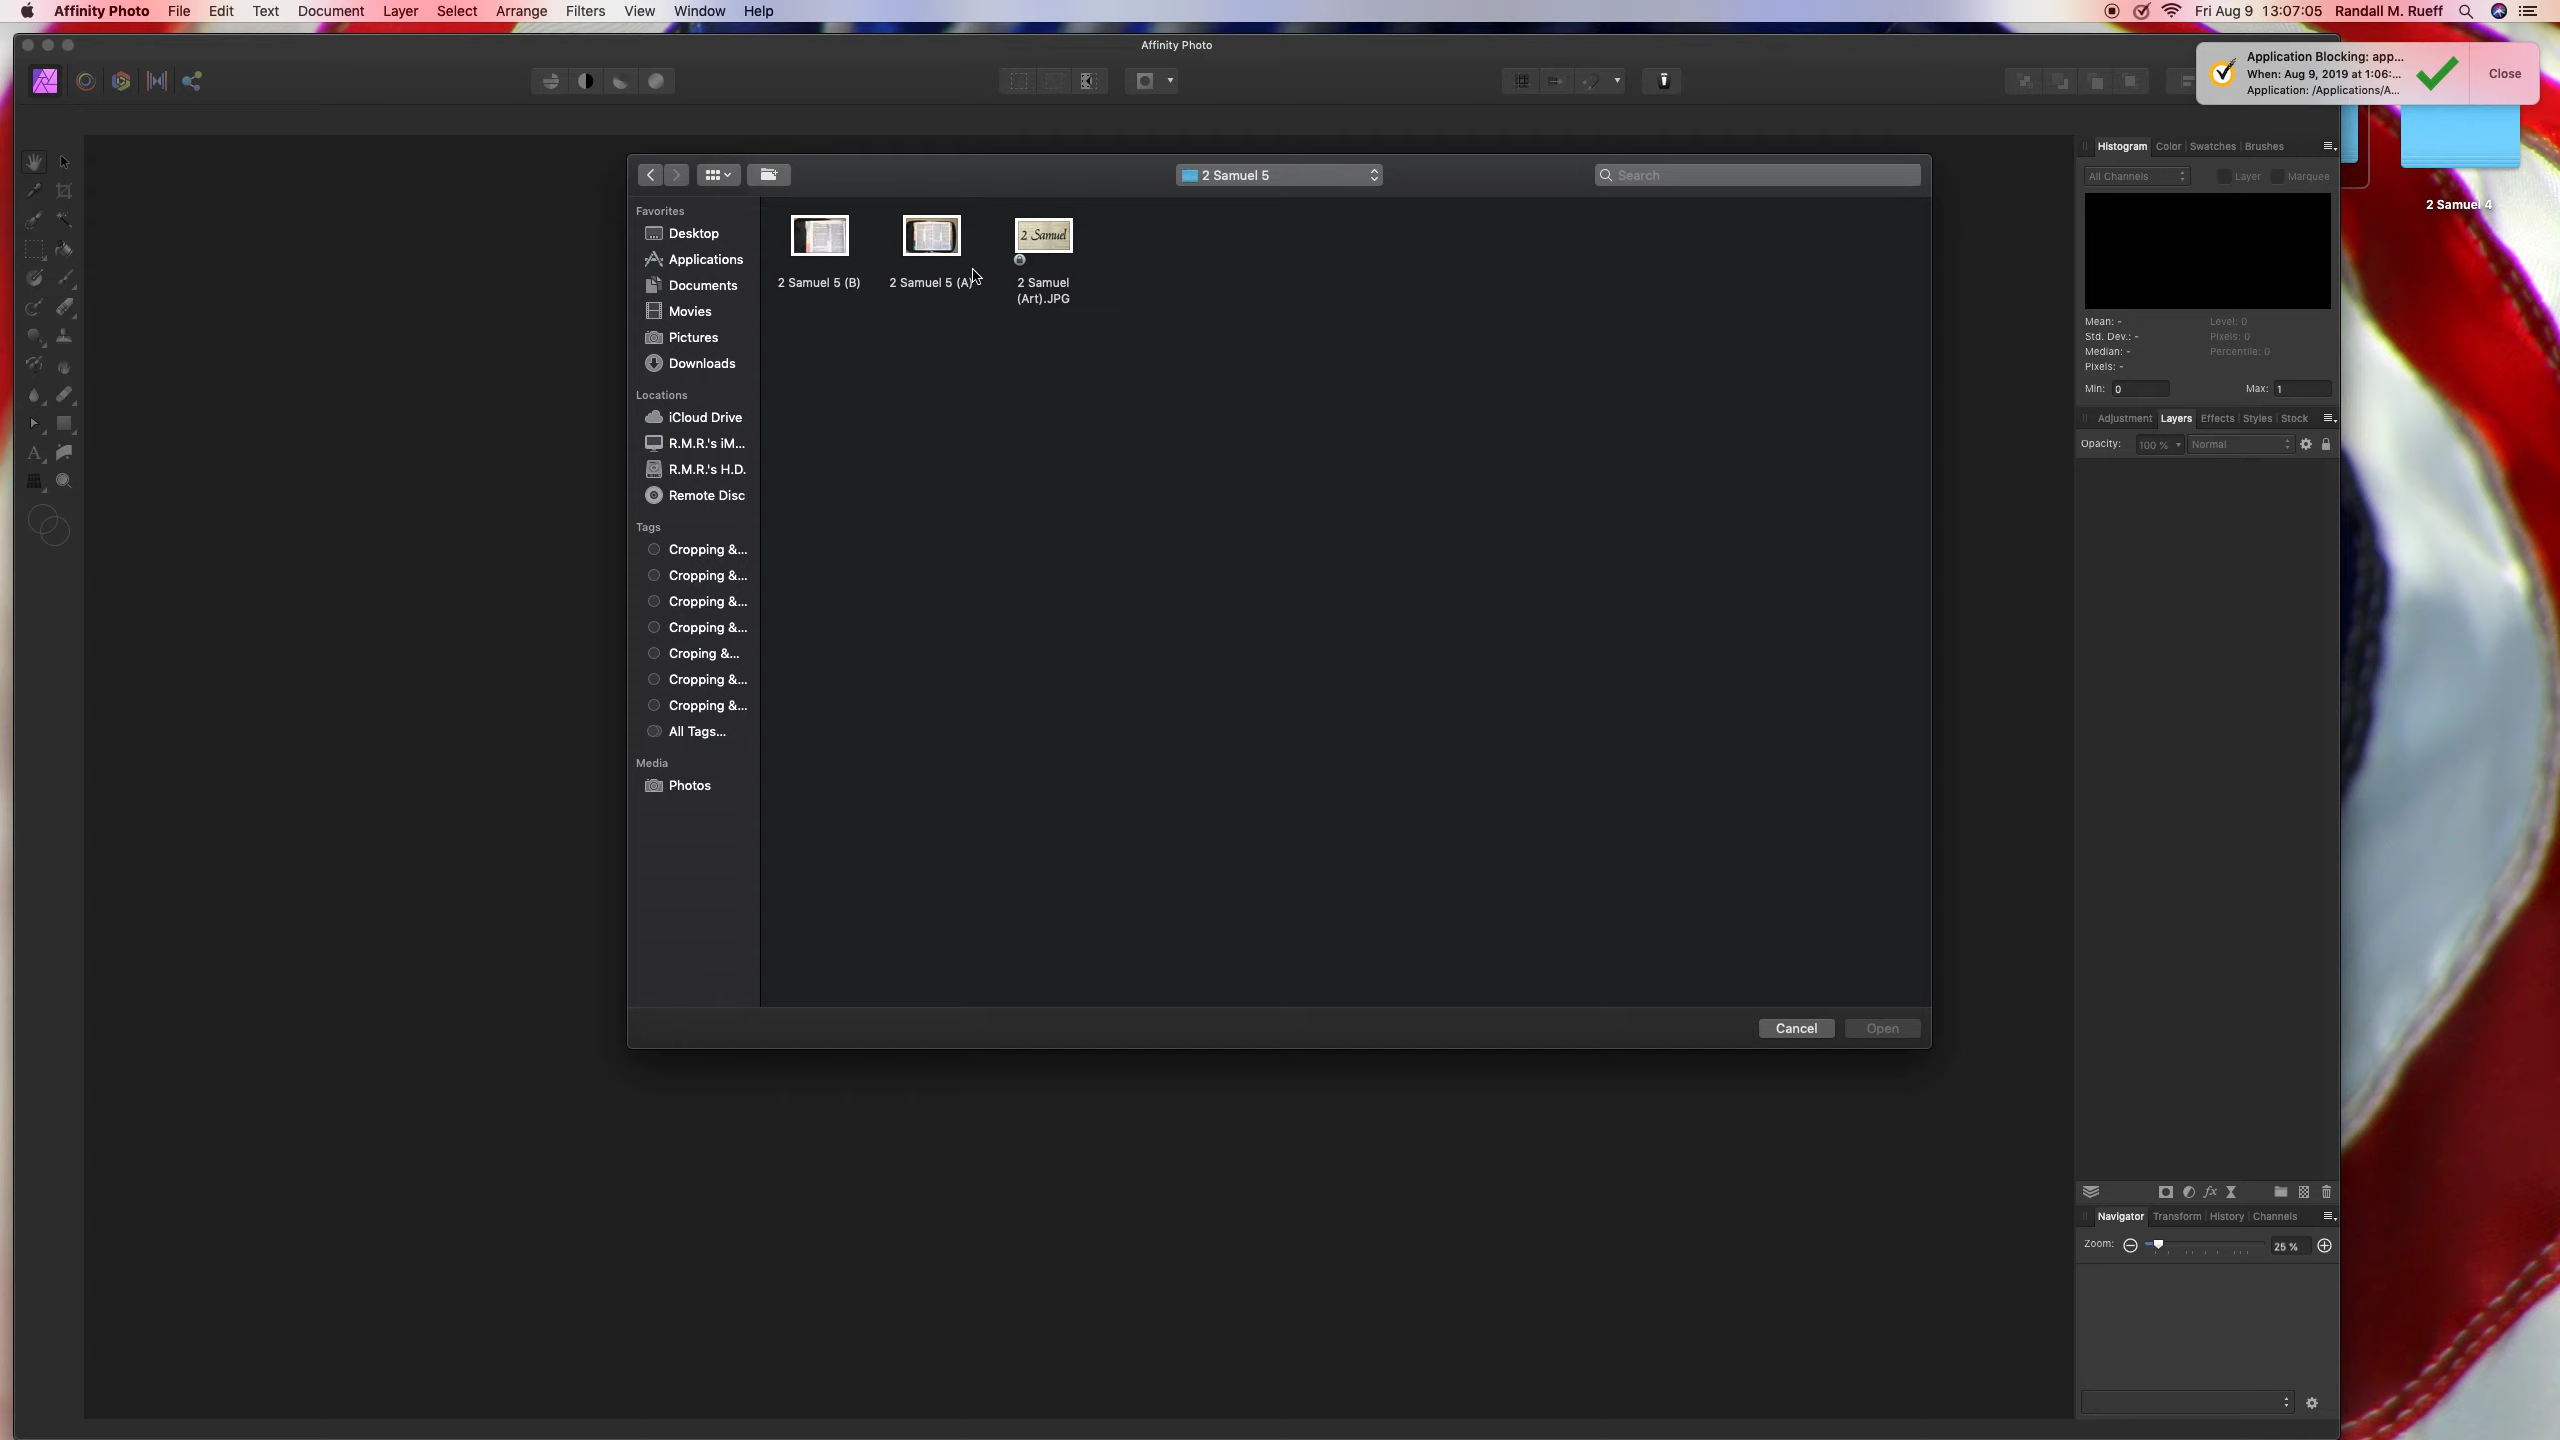 Affinity Photo File Edit Text Document Layer Select Arrange Filters View Window Help
Fri Aug 9 13:07:05 Randall M. Rueff
Affinity Photo
Application Blocking: app...
When: Aug 9, 2019 at 1:06:...
Application: /Applications/A...
Close
2 Samuel 4
2 Samuel 5
Search
Favorites
Desktop
Applications
Documents
Movies
Pictures
Downloads
Locations
iCloud Drive
R.M.R.'s iM...
R.M.R.'s H.D.
Remote Disc
Tags
Cropping &...
Cropping &...
Cropping &...
Cropping &...
Croping &...
Cropping &...
Cropping &...
All Tags...
Media
Photos
2 Samuel 5 (B)
2 Samuel 5 (A)
2 Samuel
2 Samuel
(Art).JPG
Cancel
Open
Histogram Color Swatches Brushes
All Channels Layer Marquee
Mean: - Level: 0
Std. Dev.: - Pixels: 0
Median: - Percentile: 0
Pixels: -
Min: 0 Max: 1
Adjustment Layers Effects Styles Stock
Opacity: 100 % Normal
fx
Navigator Transform History Channels
Zoom: 25 %